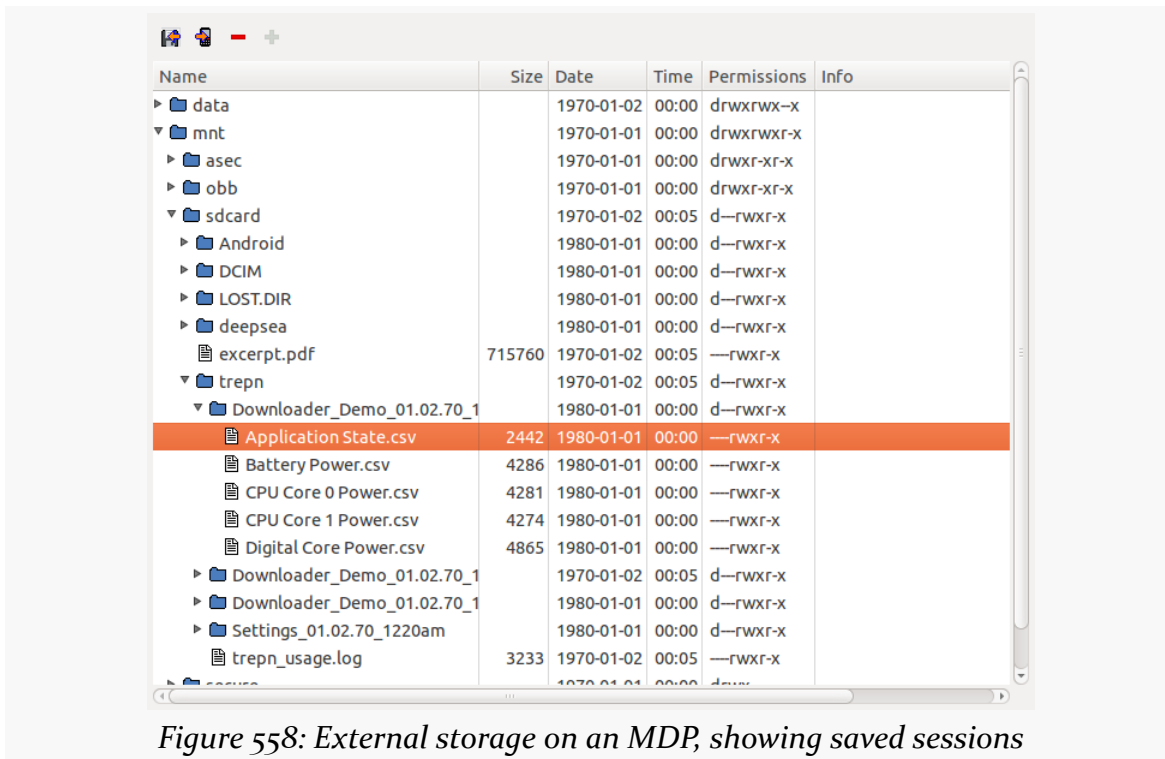 Name Size Date Time Permissions Info
data 1970-01-02 00:00 drwxrwx--x
mnt 1970-01-01 00:00 drwxrwxr-x
asec 1970-01-01 00:00 drwxr-xr-x
obb 1970-01-01 00:00 drwxr-xr-x
sdcard 1970-01-02 00:05 d---rwxr-x
Android 1980-01-01 00:00 d---rwxr-x
DCIM 1980-01-01 00:00 d---rwxr-x
LOST.DIR 1980-01-01 00:00 d---rwxr-x
deepsea 1980-01-01 00:00 d---rwxr-x
excerpt.pdf 715760 1970-01-02 00:05 ----rwxr-x
trepn 1970-01-02 00:05 d---rwxr-x
Downloader_Demo_01.02.70_1 1980-01-01 00:00 d---rwxr-x
Application State.csv 2442 1980-01-01 00:00 ----rwxr-x
Battery Power.csv 4286 1980-01-01 00:00 ----rwxr-x
CPU Core 0 Power.csv 4281 1980-01-01 00:00 ----rwxr-x
CPU Core 1 Power.csv 4274 1980-01-01 00:00 ----rwxr-x
Digital Core Power.csv 4865 1980-01-01 00:00 ----rwxr-x
Downloader_Demo_01.02.70_1 1970-01-02 00:05 d---rwxr-x
Downloader_Demo_01.02.70_1 1980-01-01 00:00 d---rwxr-x
Settings_01.02.70_1220am 1980-01-01 00:00 d---rwxr-x
trepn_usage.log 3233 1970-01-02 00:05 ----rwxr-x
secure 1970-01-01 00:00 drwx
Figure 558: External storage on an MDP, showing saved sessions